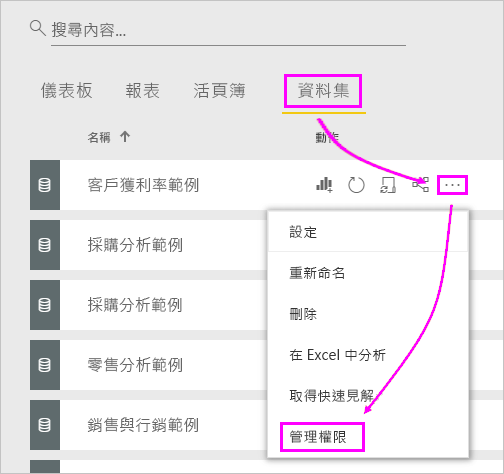 搜尋內容...
儀表板 報表 活頁簿 資料集
名稱 動作
客戶獲利率範例
設定
採購分析範例
重新命名
採購分析範例
刪除
在 Excel 中分析
零售分析範例
取得快速見解
銷售與行銷範例
管理權限